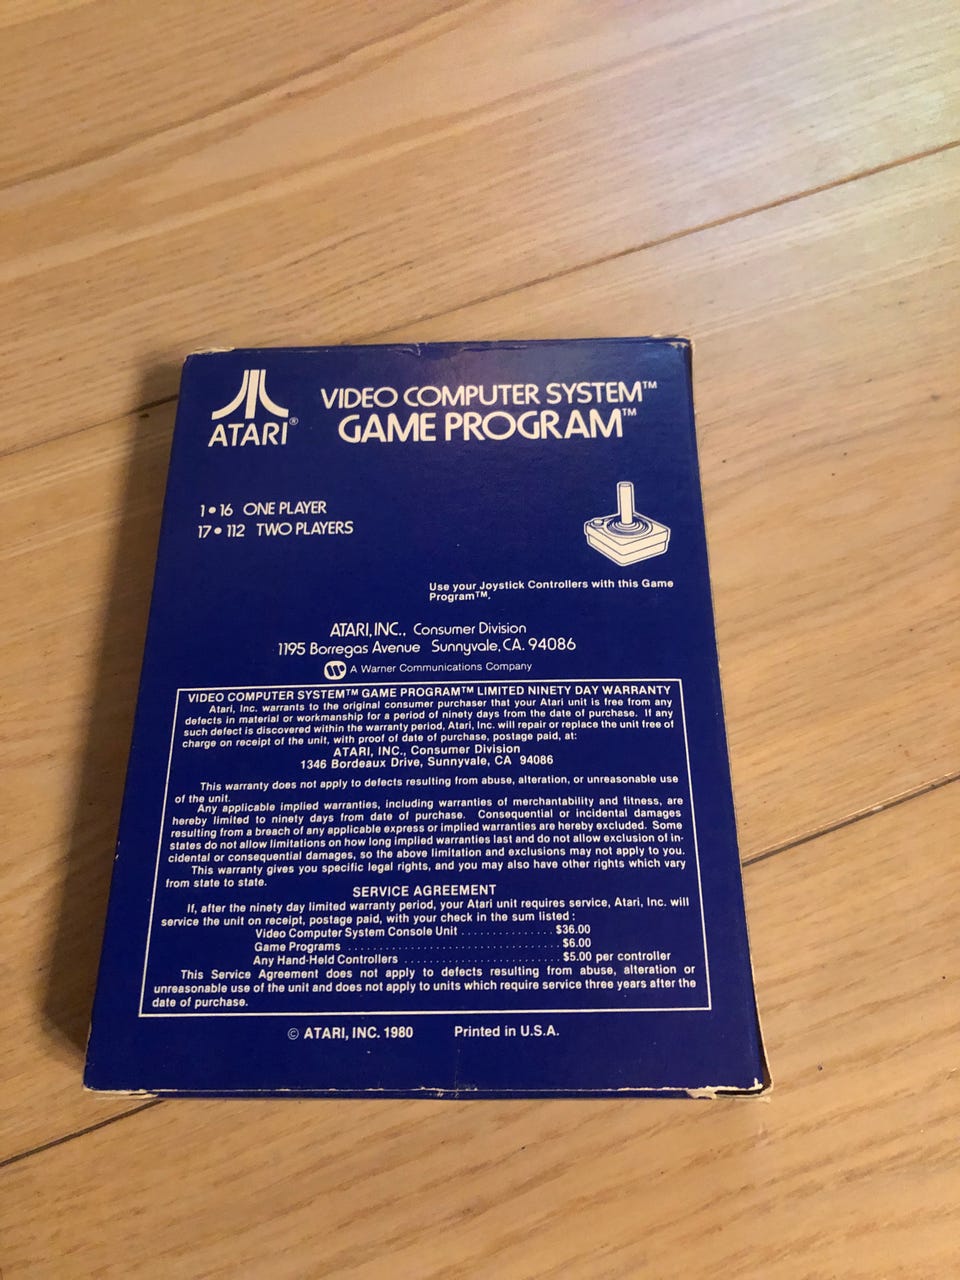 ATARI®
VIDEO COMPUTER SYSTEM™
GAME PROGRAM™
1•16 ONE PLAYER
17•112 TWO PLAYERS
Use your Joystick Controllers with this Game
Program™.
ATARI, INC., Consumer Division
1195 Borregas Avenue Sunnyvale, CA. 94086
A Warner Communications Company
VIDEO COMPUTER SYSTEM™ GAME PROGRAM™ LIMITED NINETY DAY WARRANTY
Atari, Inc. warrants to the original consumer purchaser that your Atari unit is free from any
defects in material or workmanship for a period of ninety days from the date of purchase. If any
such defect is discovered within the warranty period, Atari, Inc. will repair or replace the unit free of
charge on receipt of the unit, with proof of date of purchase, postage paid, at:
ATARI, INC., Consumer Division
1346 Bordeaux Drive, Sunnyvale, CA 94086
This warranty does not apply to defects resulting from abuse, alteration, or unreasonable use
of the unit.
Any applicable implied warranties, including warranties of merchantability and fitness, are
hereby limited to ninety days from date of purchase. Consequential or incidental damages
resulting from a breach of any applicable express or implied warranties are hereby excluded. Some
states do not allow limitations on how long implied warranties last and do not allow exclusion of in-
cidental or consequential damages, so the above limitation and exclusions may not apply to you.
This warranty gives you specific legal rights, and you may also have other rights which vary
from state to state.
SERVICE AGREEMENT
If, after the ninety day limited warranty period, your Atari unit requires service, Atari, Inc. will
service the unit on receipt, postage paid, with your check in the sum listed:
Video Computer System Console Unit .............. $36.00
Game Programs ................................ $6.00
Any Hand-Held Controllers ....................... $5.00 per controller
This Service Agreement does not apply to defects resulting from abuse, alteration or
unreasonable use of the unit and does not apply to units which require service three years after the
date of purchase.
© ATARI, INC. 1980 Printed in U.S.A.